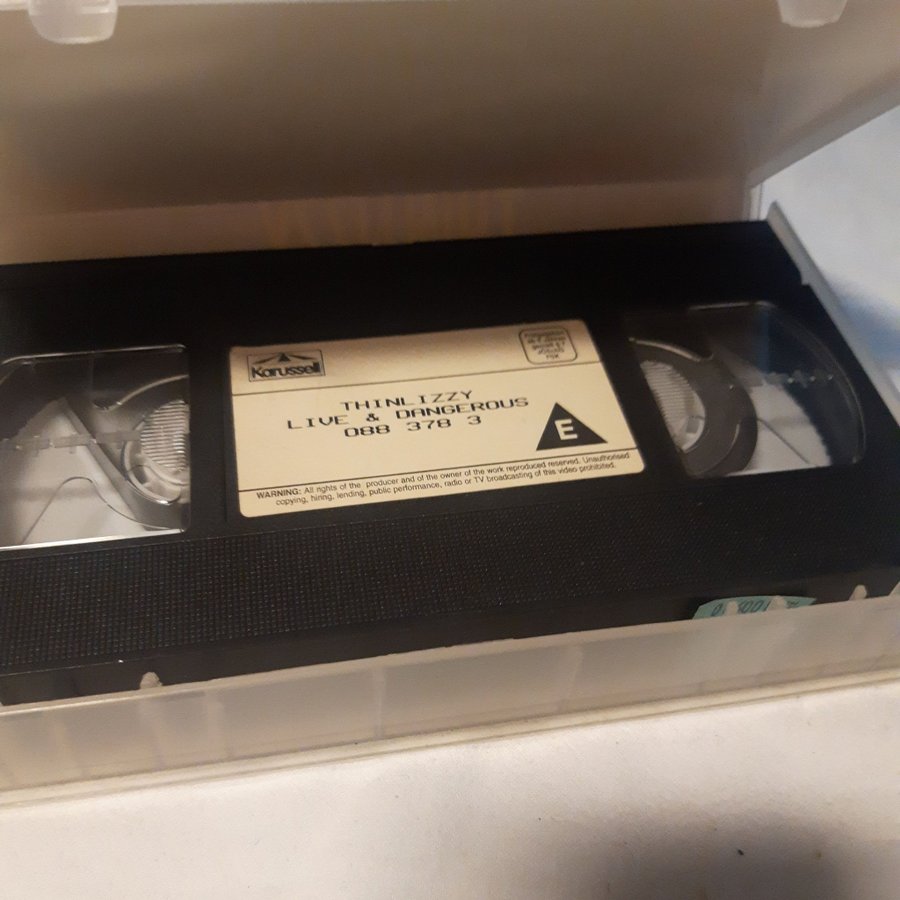 Karussell
THINLIZZY
LIVE & DANGEROUS
088 378 3
E
WARNING: All rights of the producer and of the owner of the work reproduced reserved. Unauthorised
copying, hiring, lending, public performance, radio or TV broadcasting of this video prohibited.